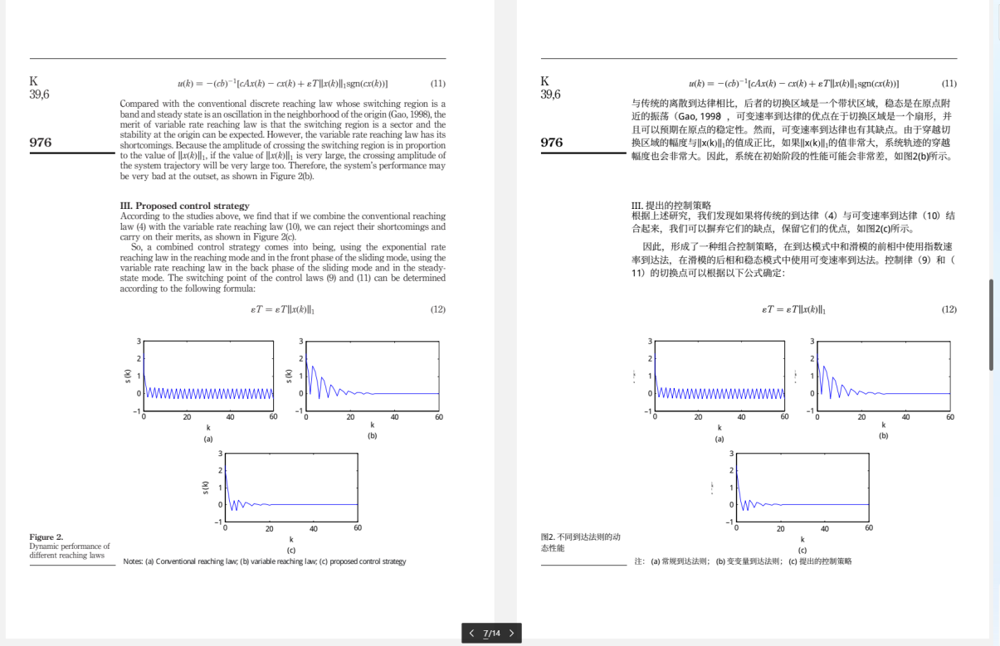 K
39,6
976
u(k) = −(cb)⁻¹[cAx(k) − cx(k) + εT||x(k)||₁sgn(cx(k))] (11)
Compared with the conventional discrete reaching law whose switching region is a
band and steady state is an oscillation in the neighborhood of the origin (Gao, 1998), the
merit of variable rate reaching law is that the switching region is a sector and the
stability at the origin can be expected. However, the variable rate reaching law has its
shortcomings. Because the amplitude of crossing the switching region is in proportion
to the value of ||x(k)||₁, if the value of ||x(k)||₁ is very large, the crossing amplitude of
the system trajectory will be very large too. Therefore, the system's performance may
be very bad at the outset, as shown in Figure 2(b).
III. Proposed control strategy
According to the studies above, we find that if we combine the conventional reaching
law (4) with the variable rate reaching law (10), we can reject their shortcomings and
carry on their merits, as shown in Figure 2(c).
So, a combined control strategy comes into being, using the exponential rate
reaching law in the reaching mode and in the front phase of the sliding mode, using the
variable rate reaching law in the back phase of the sliding mode and in the steady-
state mode. The switching point of the control laws (9) and (11) can be determined
according to the following formula:
εT = εT||x(k)||₁ (12)
3
2
1
0
−1
s (k)
0 20 40 60
k
(a)
3
2
1
0
−1
s (k)
0 20 40 60
k
(b)
3
2
1
0
−1
s (k)
0 20 40 60
k
(c)
Figure 2.
Dynamic performance of
different reaching laws
Notes: (a) Conventional reaching law; (b) variable reaching law; (c) proposed control strategy
K
39,6
976
u(k) = −(cb)⁻¹[cAx(k) − cx(k) + εT||x(k)||₁sgn(cx(k))] (11)
与传统的离散到达律相比，后者的切换区域是一个带状区域，稳态是在原点附
近的振荡（Gao, 1998），可变速率到达律的优点在于切换区域是一个扇形，并
且可以预期在原点的稳定性。然而，可变速率到达律也有其缺点。由于穿越切
换区域的幅度与||x(k)||₁的值成正比，如果||x(k)||₁的值非常大，系统轨迹的穿越
幅度也会非常大。因此，系统在初始阶段的性能可能会非常差，如图2(b)所示。
III. 提出的控制策略
根据上述研究，我们发现如果将传统的到达律（4）与可变速率到达律（10）结
合起来，我们可以摒弃它们的缺点，保留它们的优点，如图2(c)所示。
因此，形成了一种组合控制策略，在到达模式中和滑模的前相中使用指数速
率到达法，在滑模的后相和稳态模式中使用可变速率到达法。控制律（9）和（
11）的切换点可以根据以下公式确定：
εT = εT||x(k)||₁ (12)
3
2
1
0
−1
0 20 40 60
k
(a)
3
2
1
0
−1
0 20 40 60
k
(b)
3
2
1
0
−1
0 20 40 60
k
(c)
图2. 不同到达法则的动
态性能
注： (a) 常规到达法则； (b) 变变量到达法则； (c) 提出的控制策略
7/14